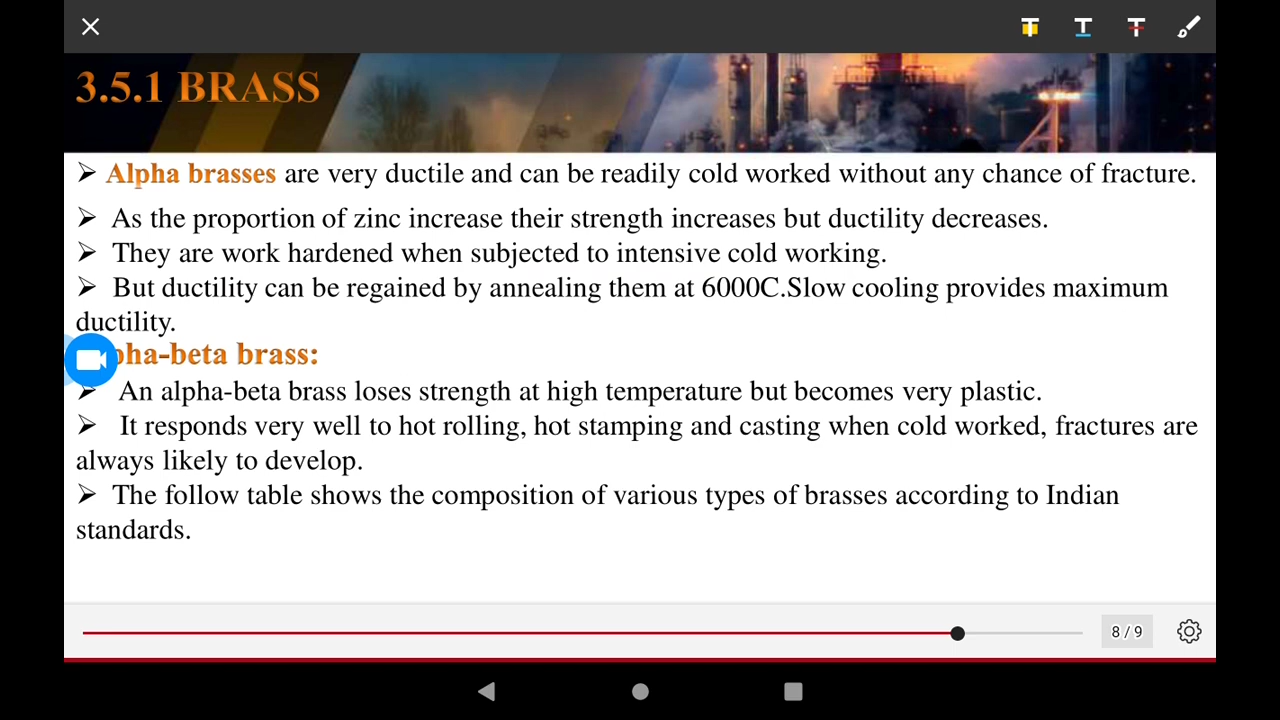 3.5.1 BRASS
➢ Alpha brasses are very ductile and can be readily cold worked without any chance of fracture.
➢ As the proportion of zinc increase their strength increases but ductility decreases.
➢ They are work hardened when subjected to intensive cold working.
➢ But ductility can be regained by annealing them at 6000C.Slow cooling provides maximum
ductility.
pha-beta brass:
➢ An alpha-beta brass loses strength at high temperature but becomes very plastic.
➢ It responds very well to hot rolling, hot stamping and casting when cold worked, fractures are
always likely to develop.
➢ The follow table shows the composition of various types of brasses according to Indian
standards.
8 / 9